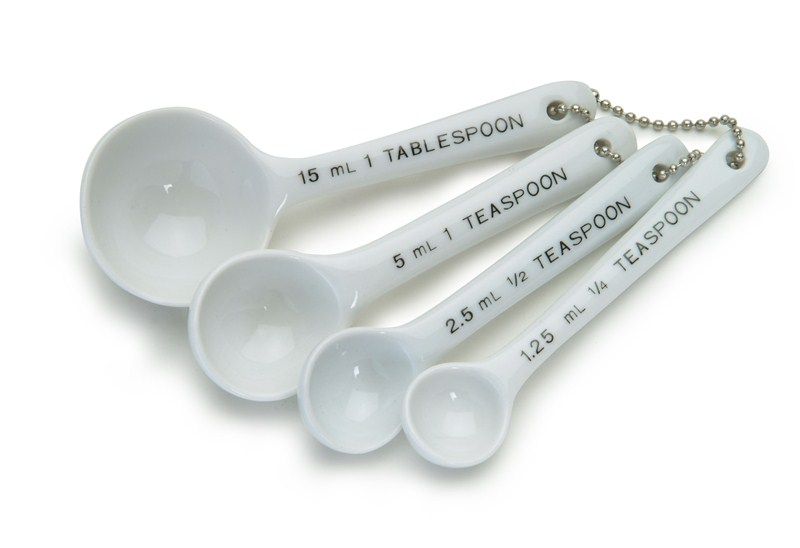 15 mL 1 TABLESPOON
5 mL 1 TEASPOON
2.5 mL 1/2 TEASPOON
1.25 mL 1/4 TEASPOON